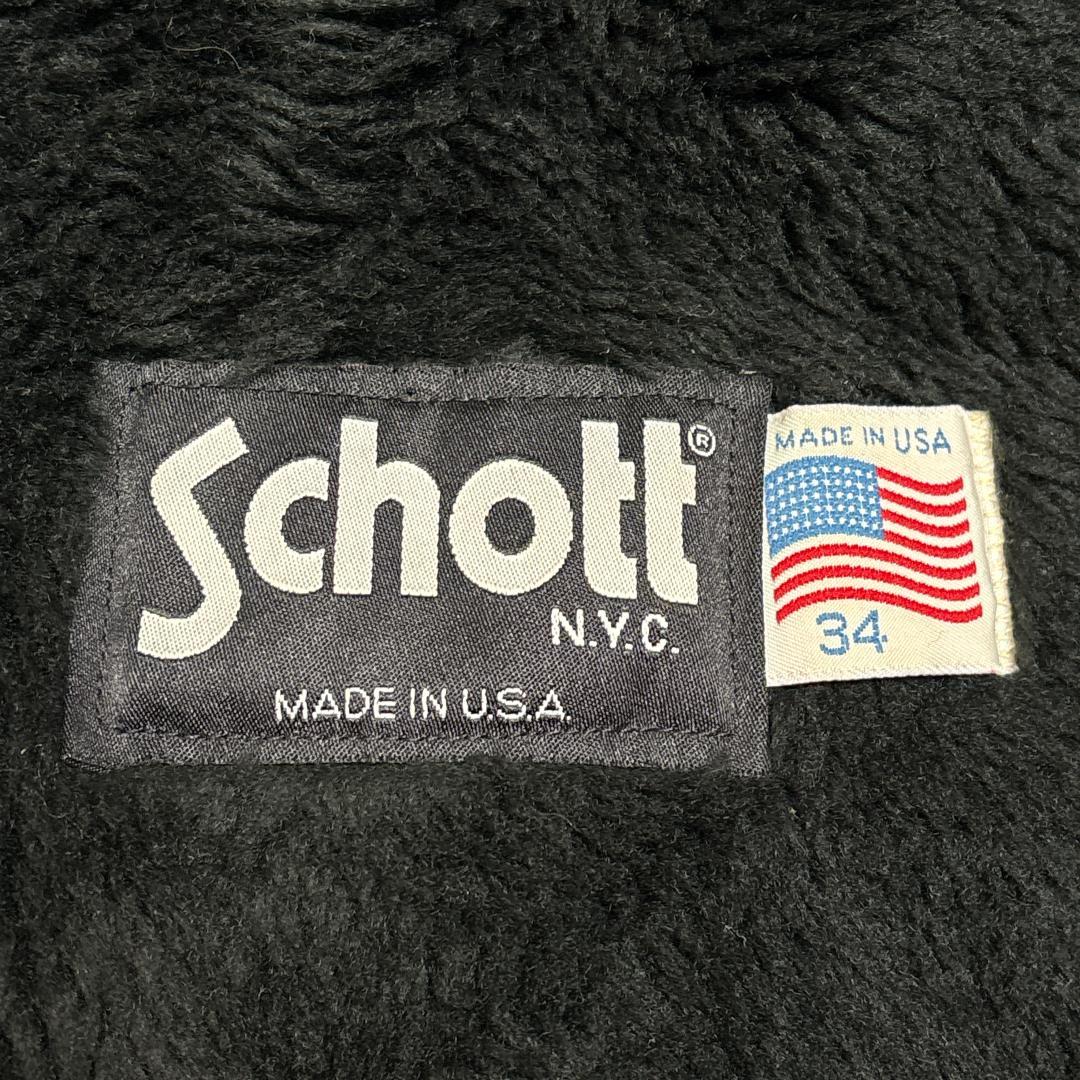 Schott®
N.Y.C.
MADE IN U.S.A.
MADE IN USA
34